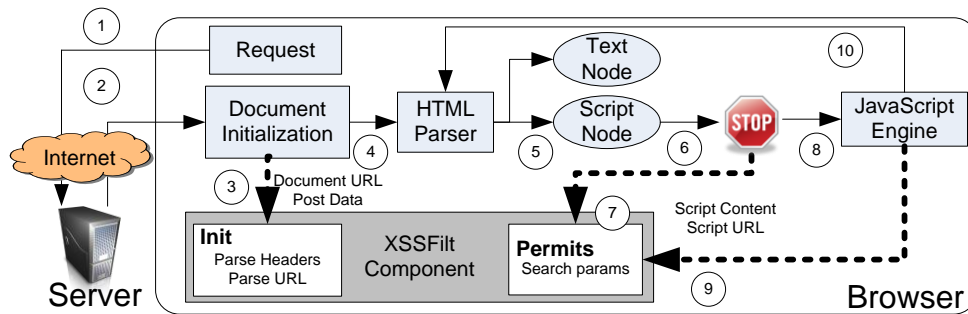 1
Request
2
Document
Initialization
HTML
Parser
Text
Node
Script
Node
STOP
10
JavaScript
Engine
Internet
3
4
5
6
8
Document URL
Post Data
7
Script Content
Script URL
Init
Parse Headers
Parse URL
XSSFilt
Component
Permits
Search params
9
Server
Browser